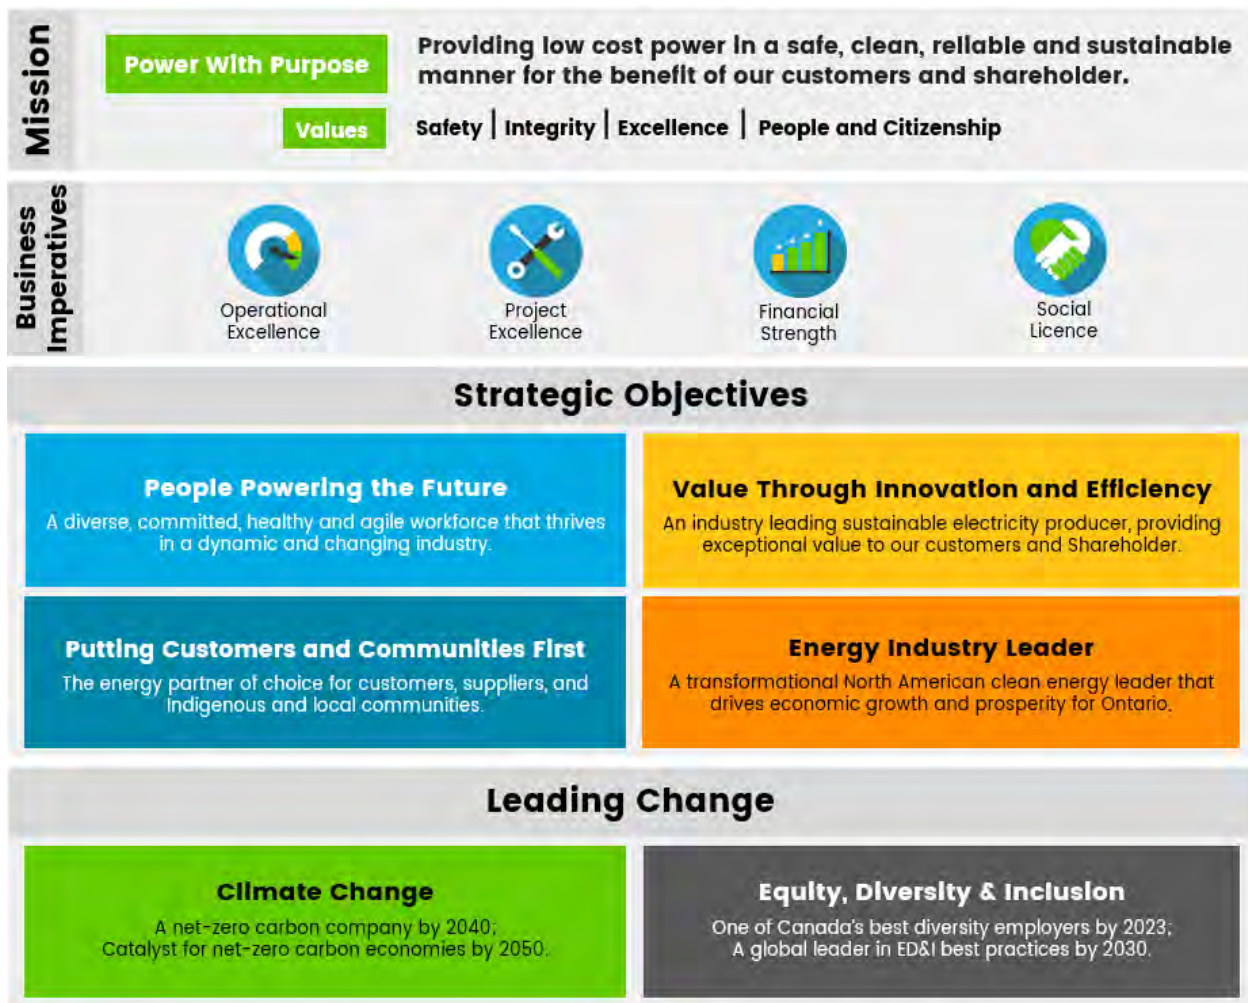 Mission
Power With Purpose
Providing low cost power in a safe, clean, reliable and sustainable
manner for the benefit of our customers and shareholder.
Values
Safety | Integrity | Excellence | People and Citizenship
Business
Imperatives
Operational
Excellence
Project
Excellence
Financial
Strength
Social
Licence
Strategic Objectives
People Powering the Future
A diverse, committed, healthy and agile workforce that thrives
in a dynamic and changing industry.
Value Through Innovation and Efficiency
An industry leading sustainable electricity producer, providing
exceptional value to our customers and Shareholder.
Putting Customers and Communities First
The energy partner of choice for customers, suppliers, and
Indigenous and local communities.
Energy Industry Leader
A transformational North American clean energy leader that
drives economic growth and prosperity for Ontario.
Leading Change
Climate Change
A net-zero carbon company by 2040;
Catalyst for net-zero carbon economies by 2050.
Equity, Diversity & Inclusion
One of Canada's best diversity employers by 2023;
A global leader in ED&I best practices by 2030.